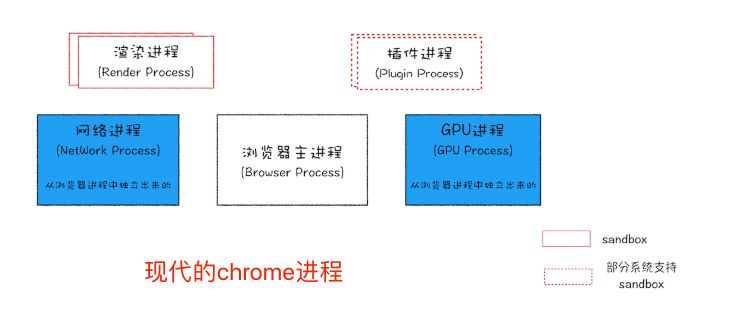 渲染进程
(Render Process)
插件进程
(Plugin Process)
网络进程
(NetWork Process)
从浏览器进程中独立出来的
浏览器主进程
(Browser Process)
GPU进程
(GPU Process)
从浏览器进程中独立出来的
现代的chrome进程
sandbox
部分系统支持
sandbox